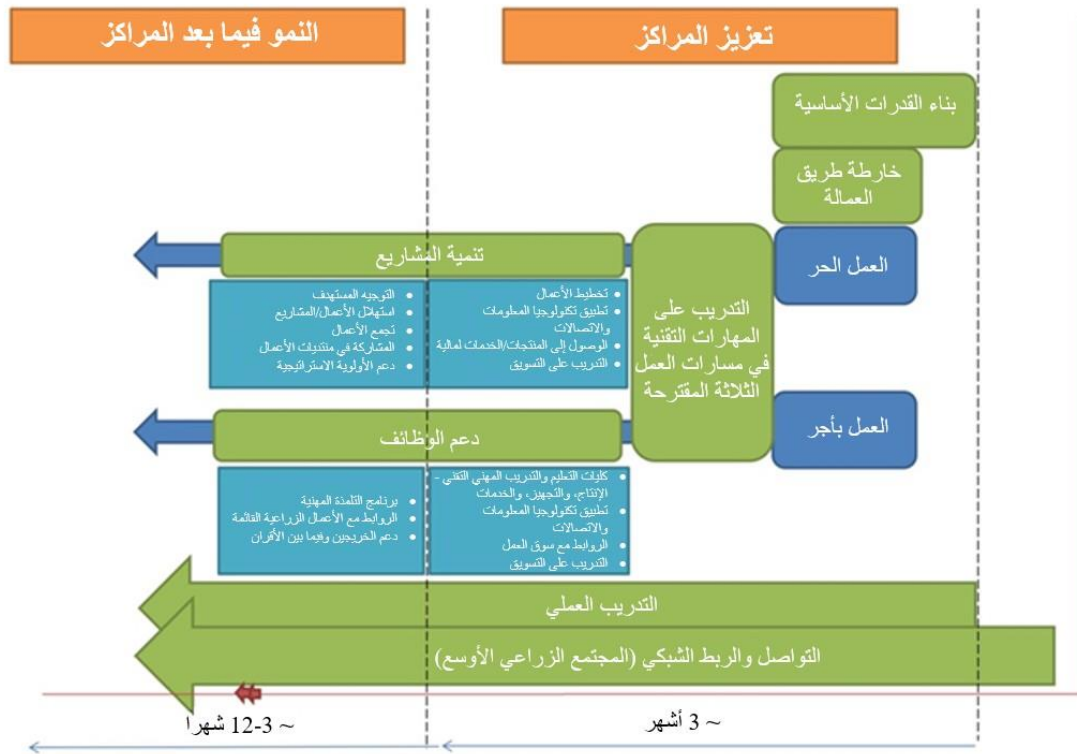 تعزيز المراكز
النمو فيما بعد المراكز
بناء القدرات الأساسية
خارطة طريق
العمالة
العمل الحر
العمل بأجر
التدريب على
المهارات التقنية
في مسارات العمل
الثلاثة المقترحة
تنمية المشاريع
• تخطيط الأعمال
• تطبيق تكنولوجيا المعلومات
والاتصالات
• الوصول إلى المنتجات/الخدمات لمالية
• التدريب على التسويق
• التوجيه المستهدف
• استهلال الأعمال/المشاريع
• تجمع الأعمال
• المشاركة في منتديات الأعمال
• دعم الأولوية الاستراتيجية
دعم الوظائف
• كليات التعليم والتدريب المهني التقني -
الإنتاج، والتجهيز، والخدمات
• تطبيق تكنولوجيا المعلومات
والاتصالات
• الروابط مع سوق العمل
• التدريب على التسويق
• برنامج التلمذة المهنية
• الروابط مع الأعمال الزراعية القائمة
• دعم الخريجين وفيما بين الأقران
التدريب العملي
التواصل والربط الشبكي (المجتمع الزراعي الأوسع)
~ 3 أشهر
~ 3-12 شهرا